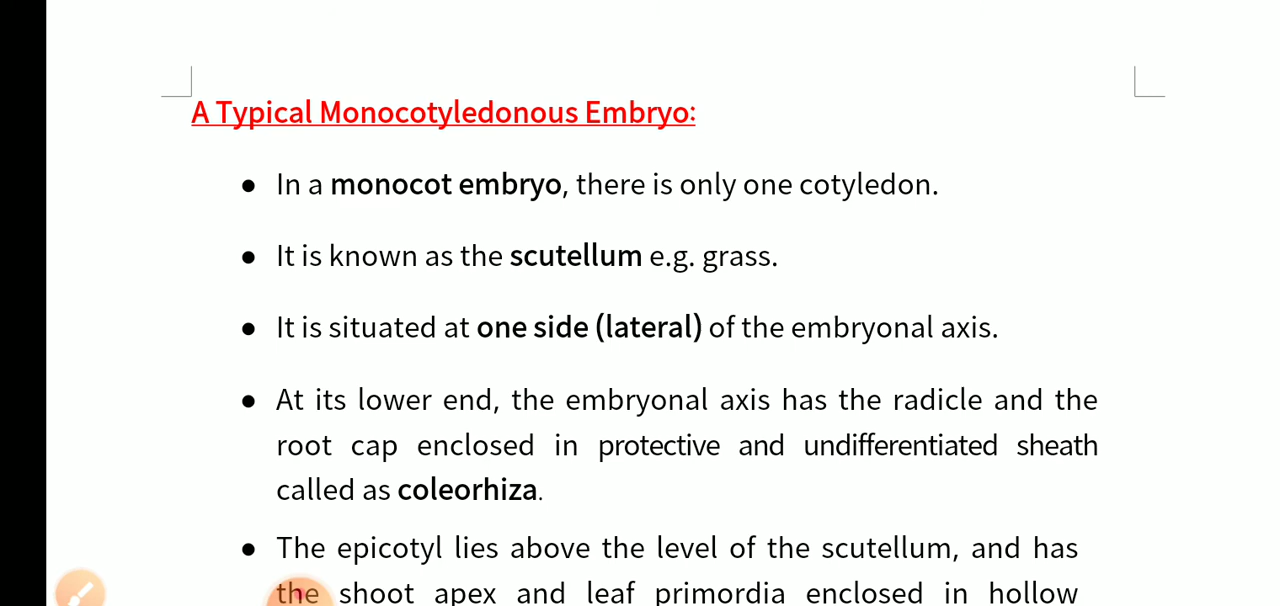 A Typical Monocotyledonous Embryo:
● In a monocot embryo, there is only one cotyledon.
● It is known as the scutellum e.g. grass.
● It is situated at one side (lateral) of the embryonal axis.
● At its lower end, the embryonal axis has the radicle and the
root cap enclosed in protective and undifferentiated sheath
called as coleorhiza.
● The epicotyl lies above the level of the scutellum, and has
the shoot apex and leaf primordia enclosed in hollow